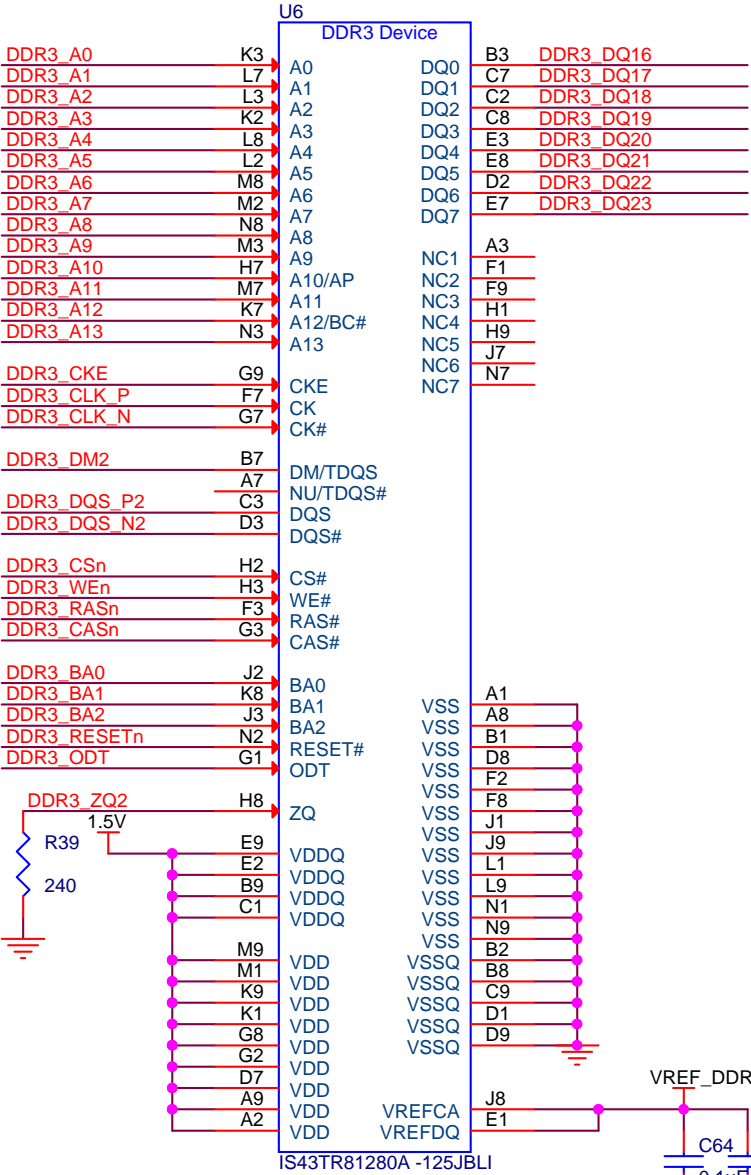 U6
DDR3 Device
DDR3_A0 K3 A0 DQ0 B3 DDR3_DQ16
DDR3_A1 L7 A1 DQ1 C7 DDR3_DQ17
DDR3_A2 L3 A2 DQ2 C2 DDR3_DQ18
DDR3_A3 K2 A3 DQ3 C8 DDR3_DQ19
DDR3_A4 L8 A4 DQ4 E3 DDR3_DQ20
DDR3_A5 L2 A5 DQ5 E8 DDR3_DQ21
DDR3_A6 M8 A6 DQ6 D2 DDR3_DQ22
DDR3_A7 M2 A7 DQ7 E7 DDR3_DQ23
DDR3_A8 N8 A8
DDR3_A9 M3 A9 NC1 A3
DDR3_A10 H7 A10/AP NC2 F1
DDR3_A11 M7 A11 NC3 F9
DDR3_A12 K7 A12/BC# NC4 H1
DDR3_A13 N3 A13 NC5 H9
NC6 J7
DDR3_CKE G9 CKE NC7 N7
DDR3_CLK_P F7 CK
DDR3_CLK_N G7 CK#
DDR3_DM2 B7 DM/TDQS
A7 NU/TDQS#
DDR3_DQS_P2 C3 DQS
DDR3_DQS_N2 D3 DQS#
DDR3_CSn H2 CS#
DDR3_WEn H3 WE#
DDR3_RASn F3 RAS#
DDR3_CASn G3 CAS#
DDR3_BA0 J2 BA0
DDR3_BA1 K8 BA1 VSS A1
DDR3_BA2 J3 BA2 VSS A8
DDR3_RESETn N2 RESET# VSS B1
DDR3_ODT G1 ODT VSS D8
VSS F2
DDR3_ZQ2 H8 ZQ VSS F8
1.5V
VSS J1
R39 E9 VDDQ VSS J9
E2 VDDQ VSS L1
240 B9 VDDQ VSS L9
C1 VDDQ VSS N1
VSS N9
M9 VDD VSSQ B2
M1 VDD VSSQ B8
K9 VDD VSSQ C9
K1 VDD VSSQ D1
G8 VDD VSSQ D9
G2 VDD
D7 VDD VREF_DDR
A9 VDD VREFCA J8
A2 VDD VREFDQ E1
C64
IS43TR81280A -125JBLI